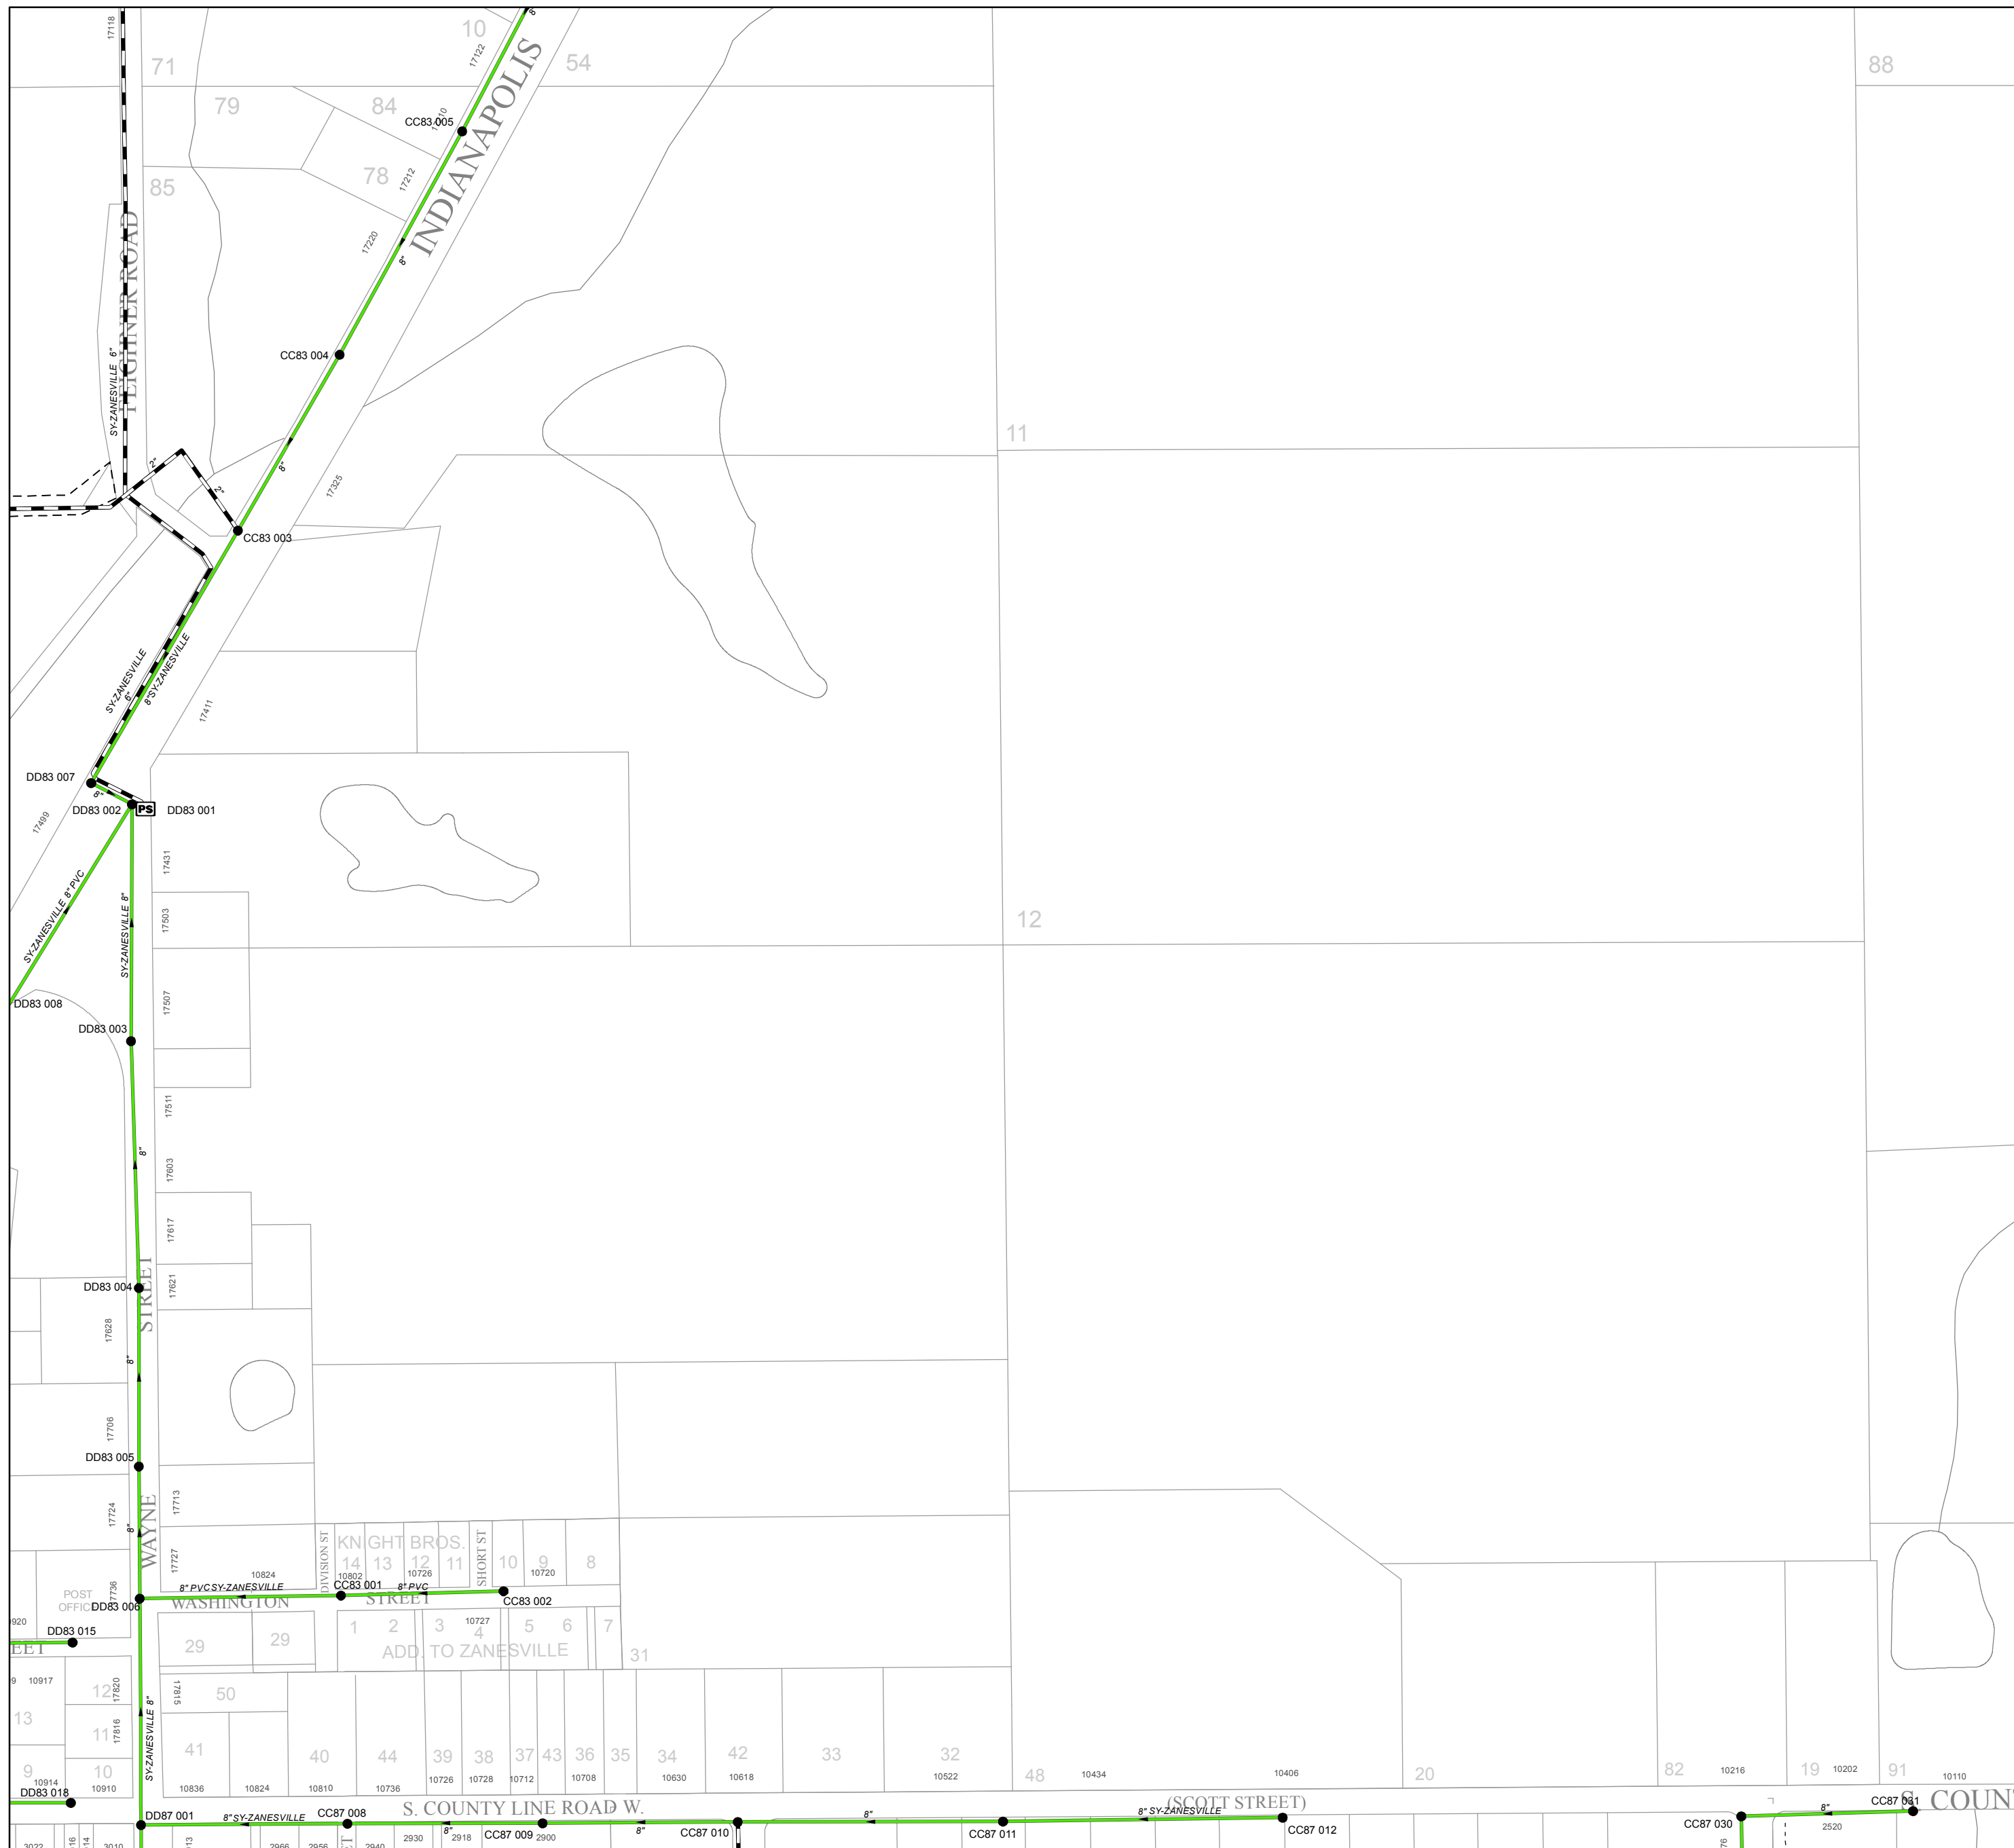 17118
71
79
10
17122
8"
54
88
84
CC83 005
INDIANAPOLIS
78
17212
85
17220
8"
SY-ZANESVILLE 6"
CC83 004
11
2"
2"
8"
17325
CC83 003
SY-ZANESVILLE
6"
8" SY-ZANESVILLE
17411
DD83 007
8"
DD83 002
PS
DD83 001
17499
17431
SY-ZANESVILLE 8" PVC
SY-ZANESVILLE 8"
17503
12
DD83 008
17507
DD83 003
17511
8"
17603
17617
17621
DD83 004
STREET
17628
8"
17706
DD83 005
17713
17724
8"
WAYNE
17727
KNIGHT BROS.
DIVISION ST
14
13
12
11
SHORT ST
10
9
8
10824
10802
10726
10720
8" PVC SY-ZANESVILLE
CC83 001
8" PVC
CC83 002
WASHINGTON
STREET
POST
OFFICE
17736
DD83 006
DD83 015
29
29
1
2
3
10727
4
5
6
7
ADD. TO ZANESVILLE
31
10917
12
17820
17815
50
13
11
17816
SY-ZANESVILLE 8"
41
40
44
39
38
37
43
36
35
34
42
33
32
48
20
82
19
91
9
10
10914
10910
10836
10824
10810
10736
10726
10728
10712
10708
10630
10618
10522
10434
10406
10216
10202
10110
DD83 018
DD87 001
8" SY-ZANESVILLE
CC87 008
S. COUNTY LINE ROAD W.
8"
CC87 009
8"
CC87 010
8"
CC87 011
8" SY-ZANESVILLE
(SCOTT STREET)
CC87 012
CC87 030
8"
CC87 031
S. COUN
3022
3010
2966
2956
2940
2930
2918
2900
2520